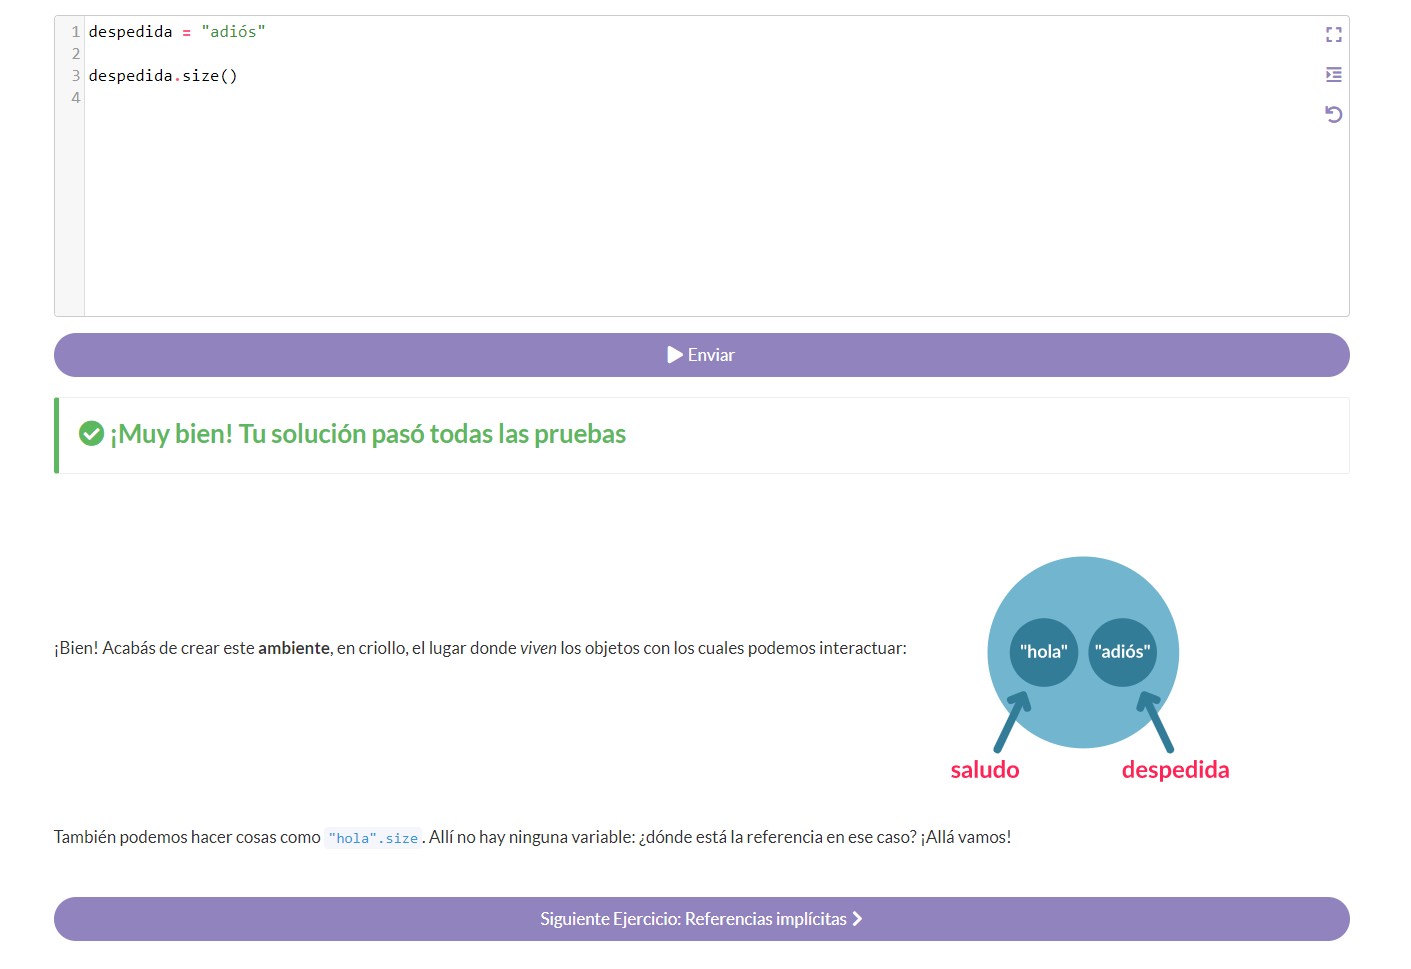 1 despedida = "adiós"
2
3 despedida.size()
4
Enviar
¡Muy bien! Tu solución pasó todas las pruebas
¡Bien! Acabás de crear este ambiente, en criollo, el lugar donde viven los objetos con los cuales podemos interactuar:
"hola" "adiós"
saludo despedida
También podemos hacer cosas como "hola".size. Allí no hay ninguna variable: ¿dónde está la referencia en ese caso? ¡Allá vamos!
Siguiente Ejercicio: Referencias implícitas